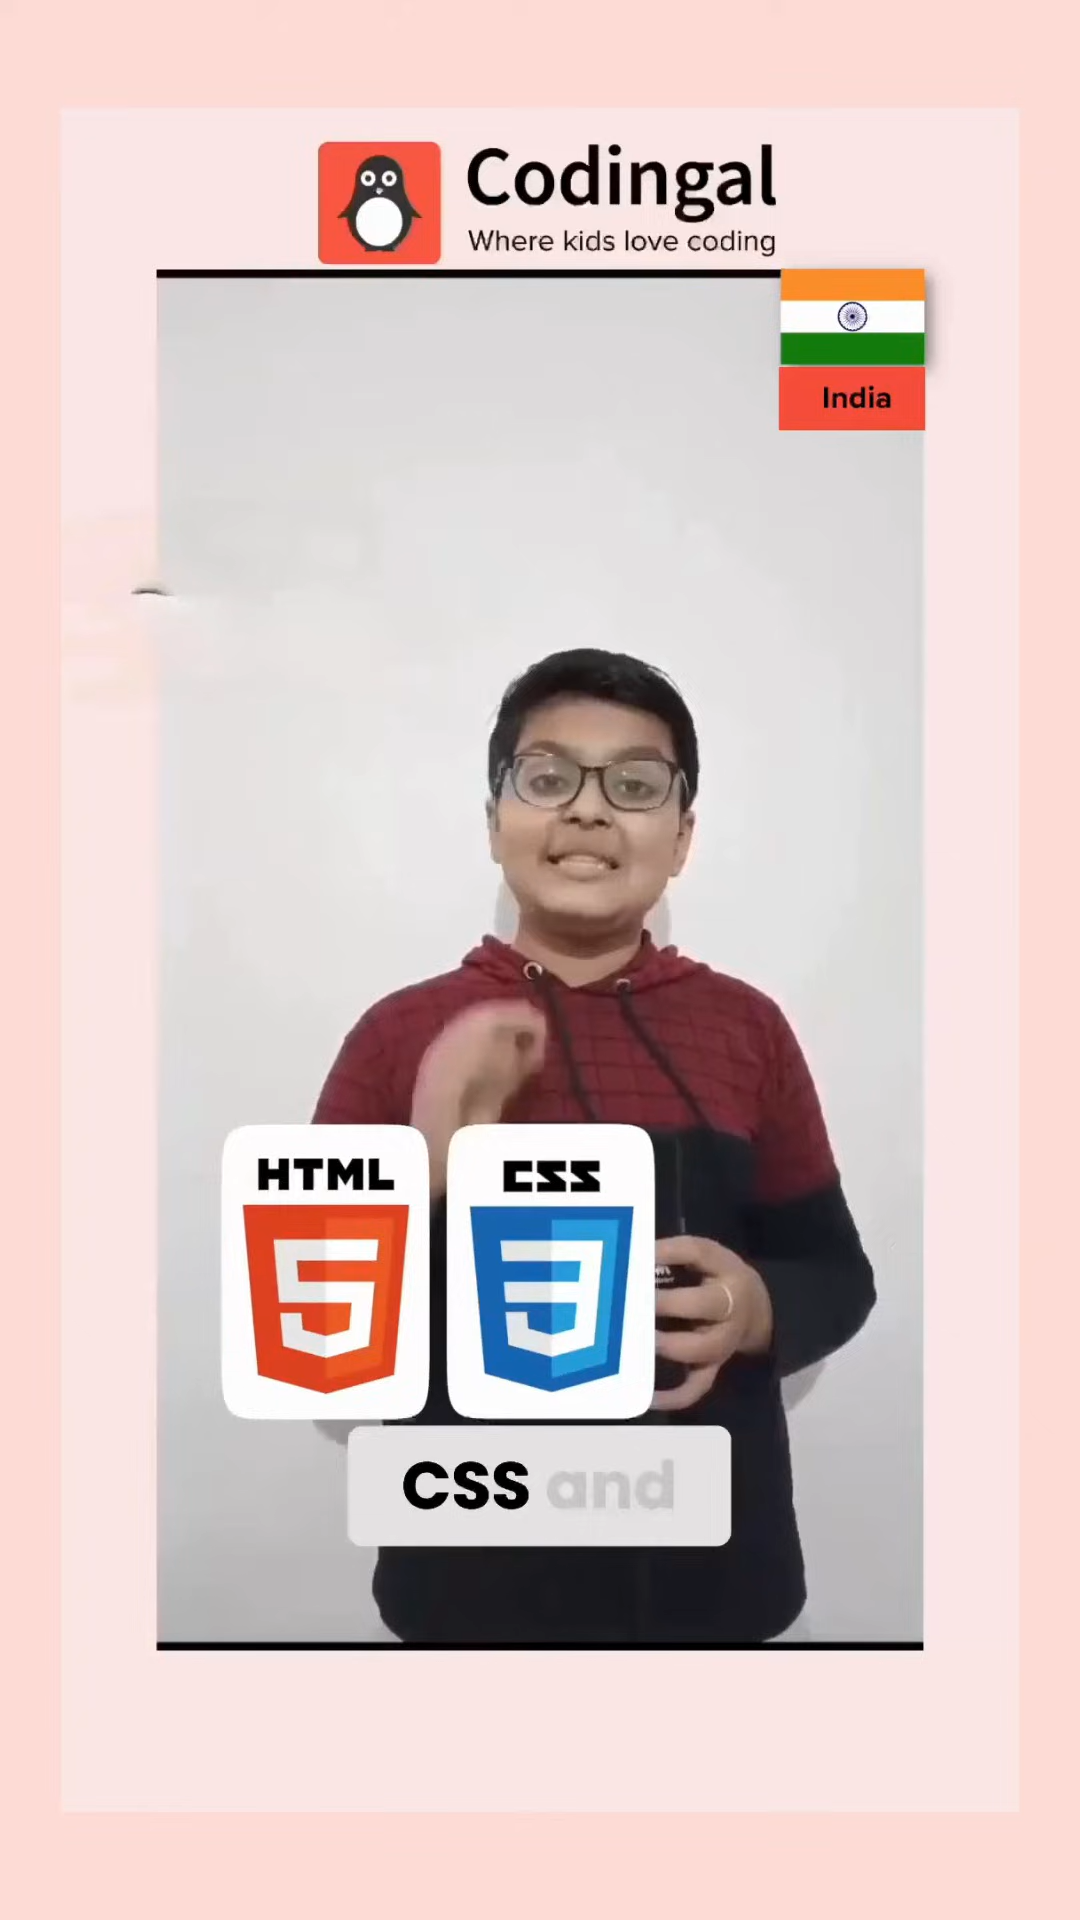 Codingal
Where kids love coding
India
HTML
CSS
5
3
CSS and